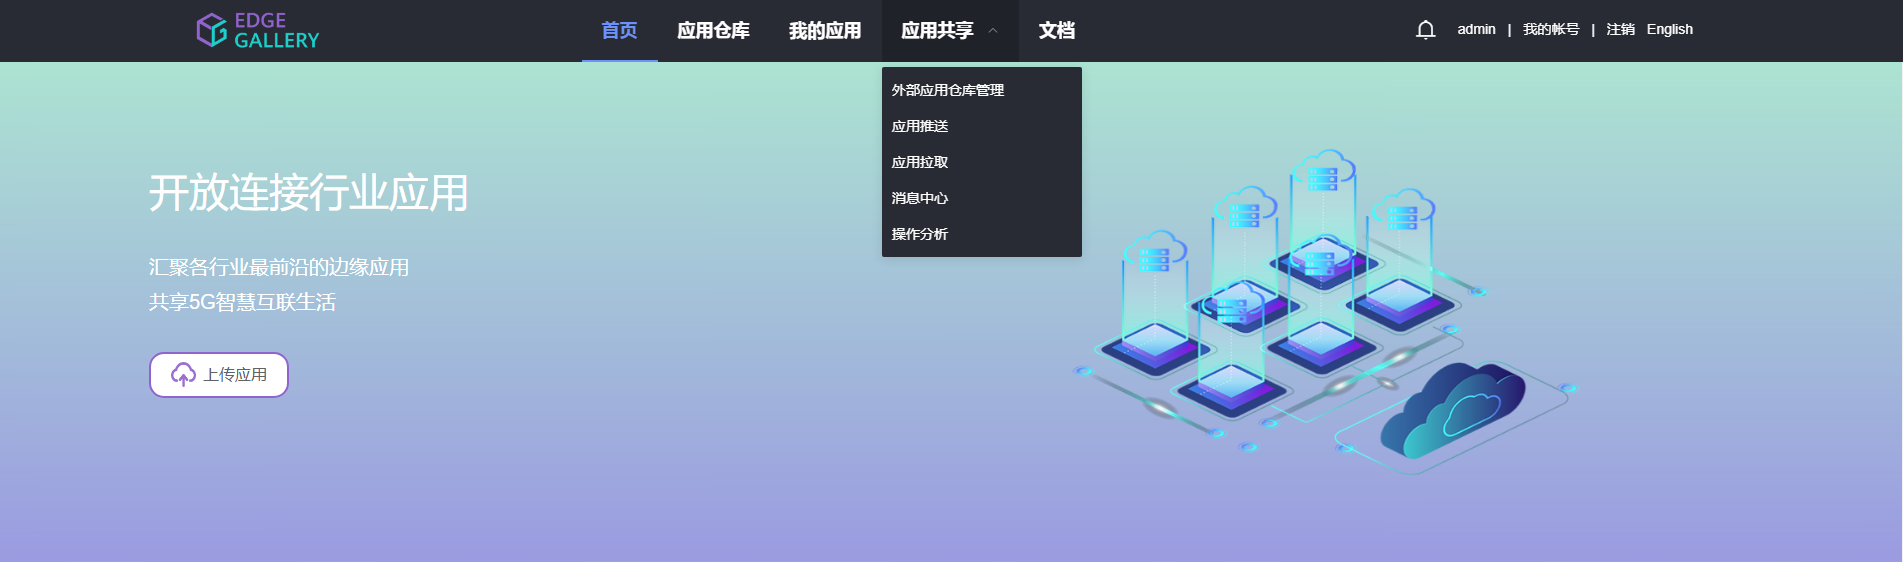 EDGE
GALLERY
首页 应用仓库 我的应用 应用共享 文档
admin | 我的帐号 | 注销 English
外部应用仓库管理
应用推送
应用拉取
消息中心
操作分析
开放连接行业应用
汇聚各行业最前沿的边缘应用
共享5G智慧互联生活
上传应用